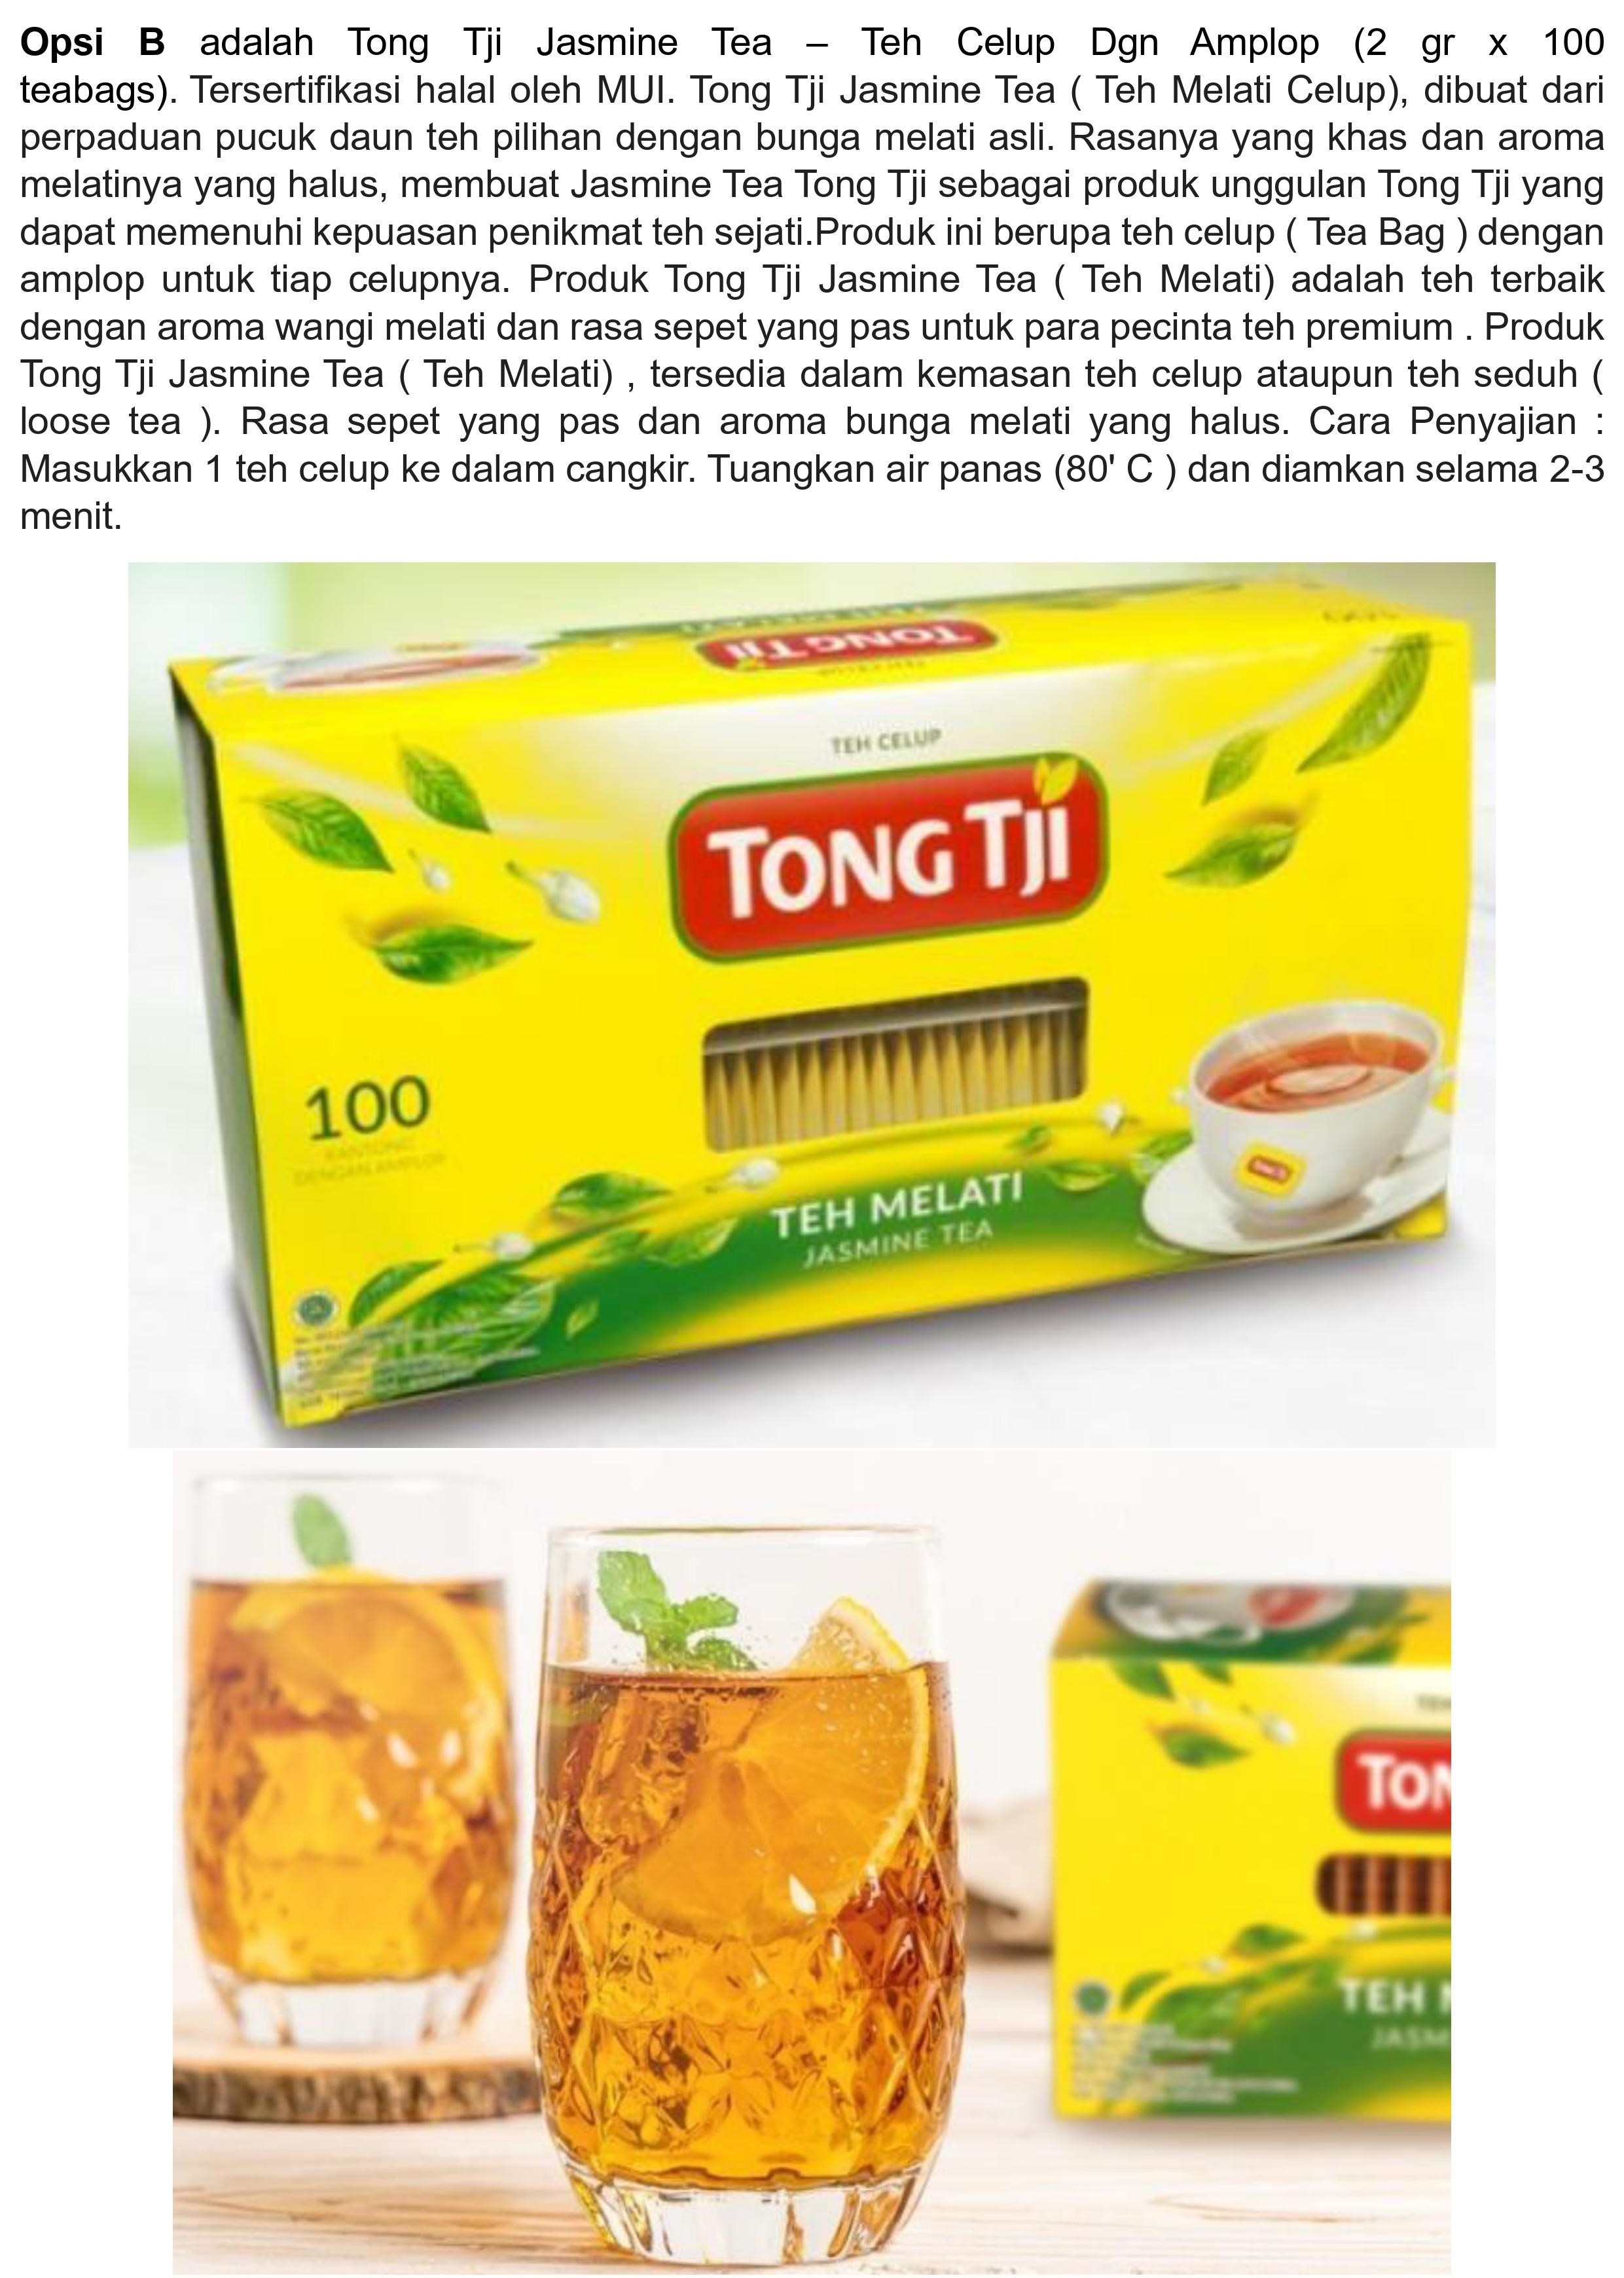 Opsi B adalah Tong Tji Jasmine Tea – Teh Celup Dgn Amplop (2 gr x 100
teabags). Tersertifikasi halal oleh MUI. Tong Tji Jasmine Tea ( Teh Melati Celup), dibuat dari
perpaduan pucuk daun teh pilihan dengan bunga melati asli. Rasanya yang khas dan aroma
melatinya yang halus, membuat Jasmine Tea Tong Tji sebagai produk unggulan Tong Tji yang
dapat memenuhi kepuasan penikmat teh sejati.Produk ini berupa teh celup ( Tea Bag ) dengan
amplop untuk tiap celupnya. Produk Tong Tji Jasmine Tea ( Teh Melati) adalah teh terbaik
dengan aroma wangi melati dan rasa sepet yang pas untuk para pecinta teh premium . Produk
Tong Tji Jasmine Tea ( Teh Melati) , tersedia dalam kemasan teh celup ataupun teh seduh (
loose tea ). Rasa sepet yang pas dan aroma bunga melati yang halus. Cara Penyajian :
Masukkan 1 teh celup ke dalam cangkir. Tuangkan air panas (80' C ) dan diamkan selama 2-3
menit.
TONG TJI
TEH CELUP
TONG TJI
100
KANTONG
DENGAN AMPLOP
TEH MELATI
JASMINE TEA
TON
TEH
JASM